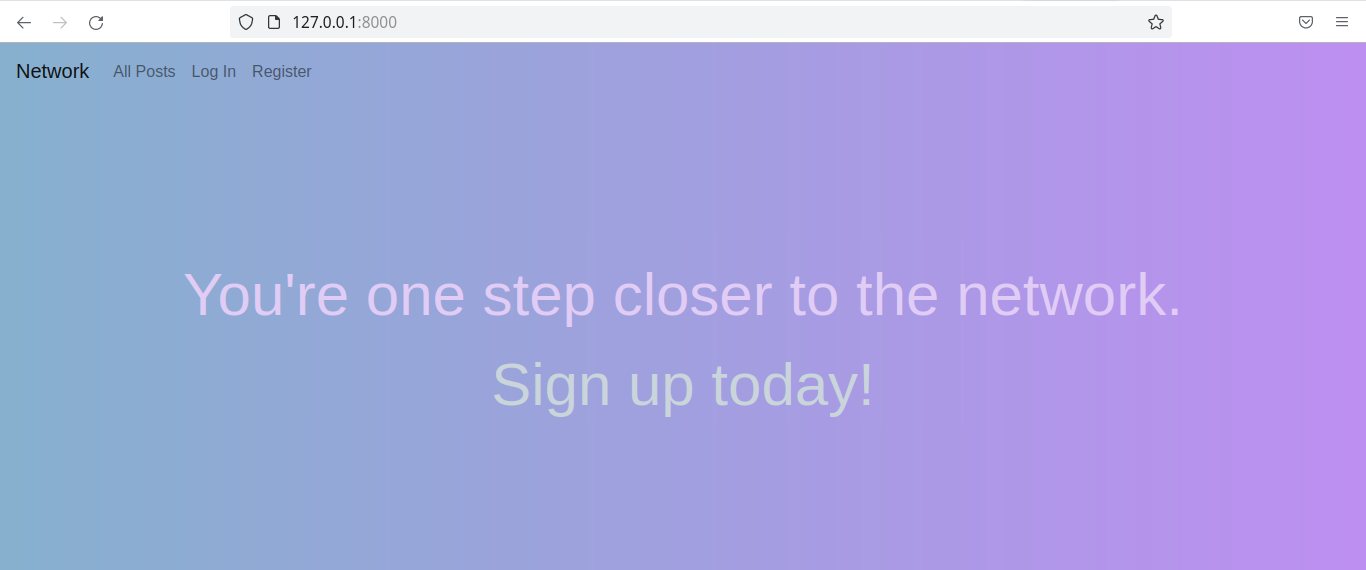 127.0.0.1:8000
Network All Posts Log In Register
You're one step closer to the network.
Sign up today!